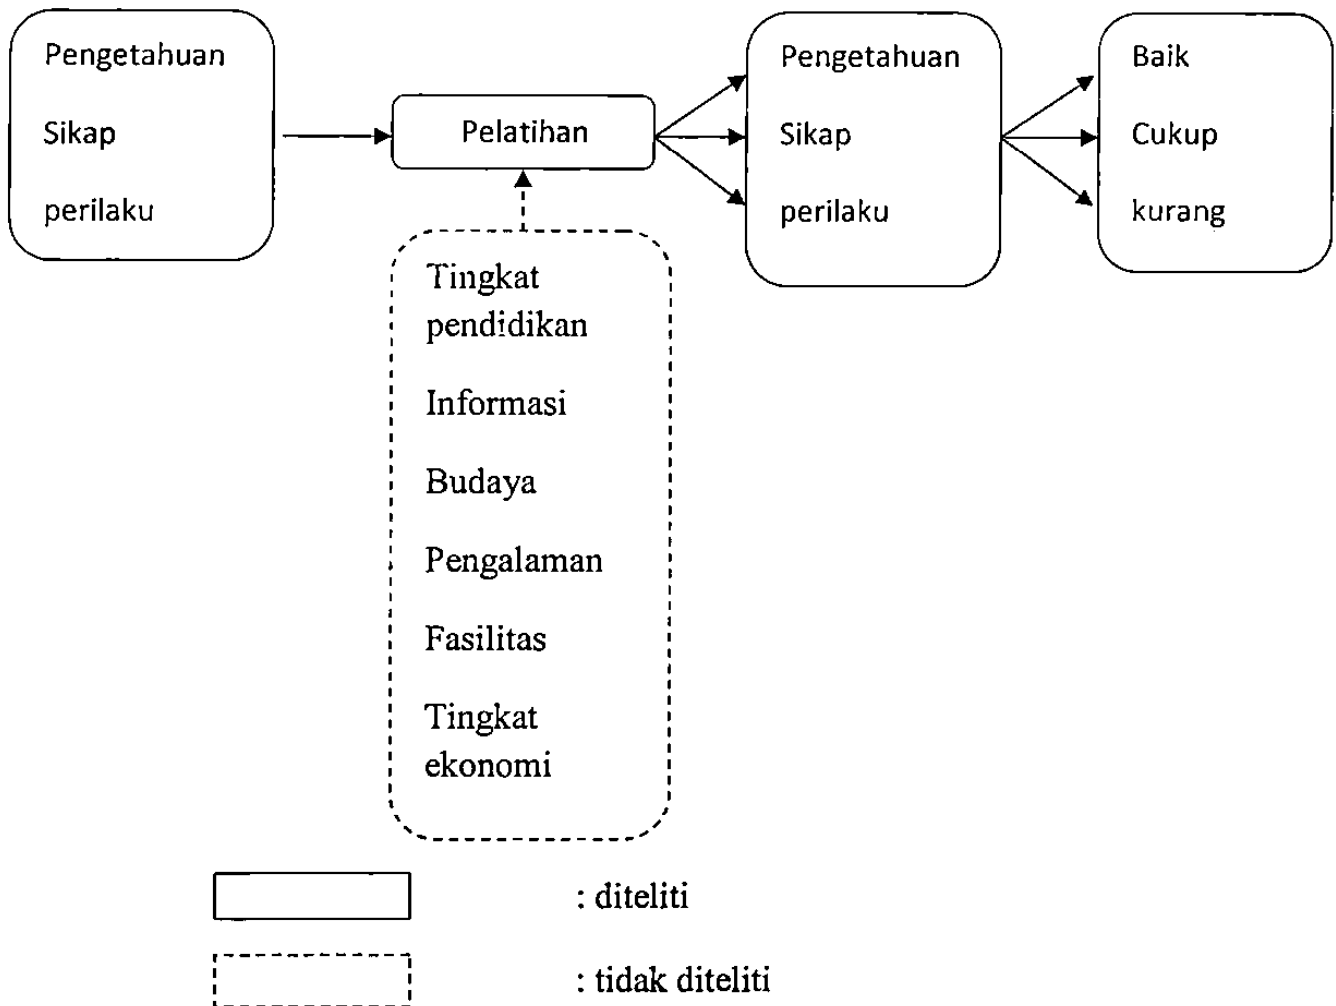 Pengetahuan
Sikap
perilaku
Pelatihan
Pengetahuan
Sikap
perilaku
Baik
Cukup
kurang
Tingkat
pendidikan
Informasi
Budaya
Pengalaman
Fasilitas
Tingkat
ekonomi
: diteliti
: tidak diteliti